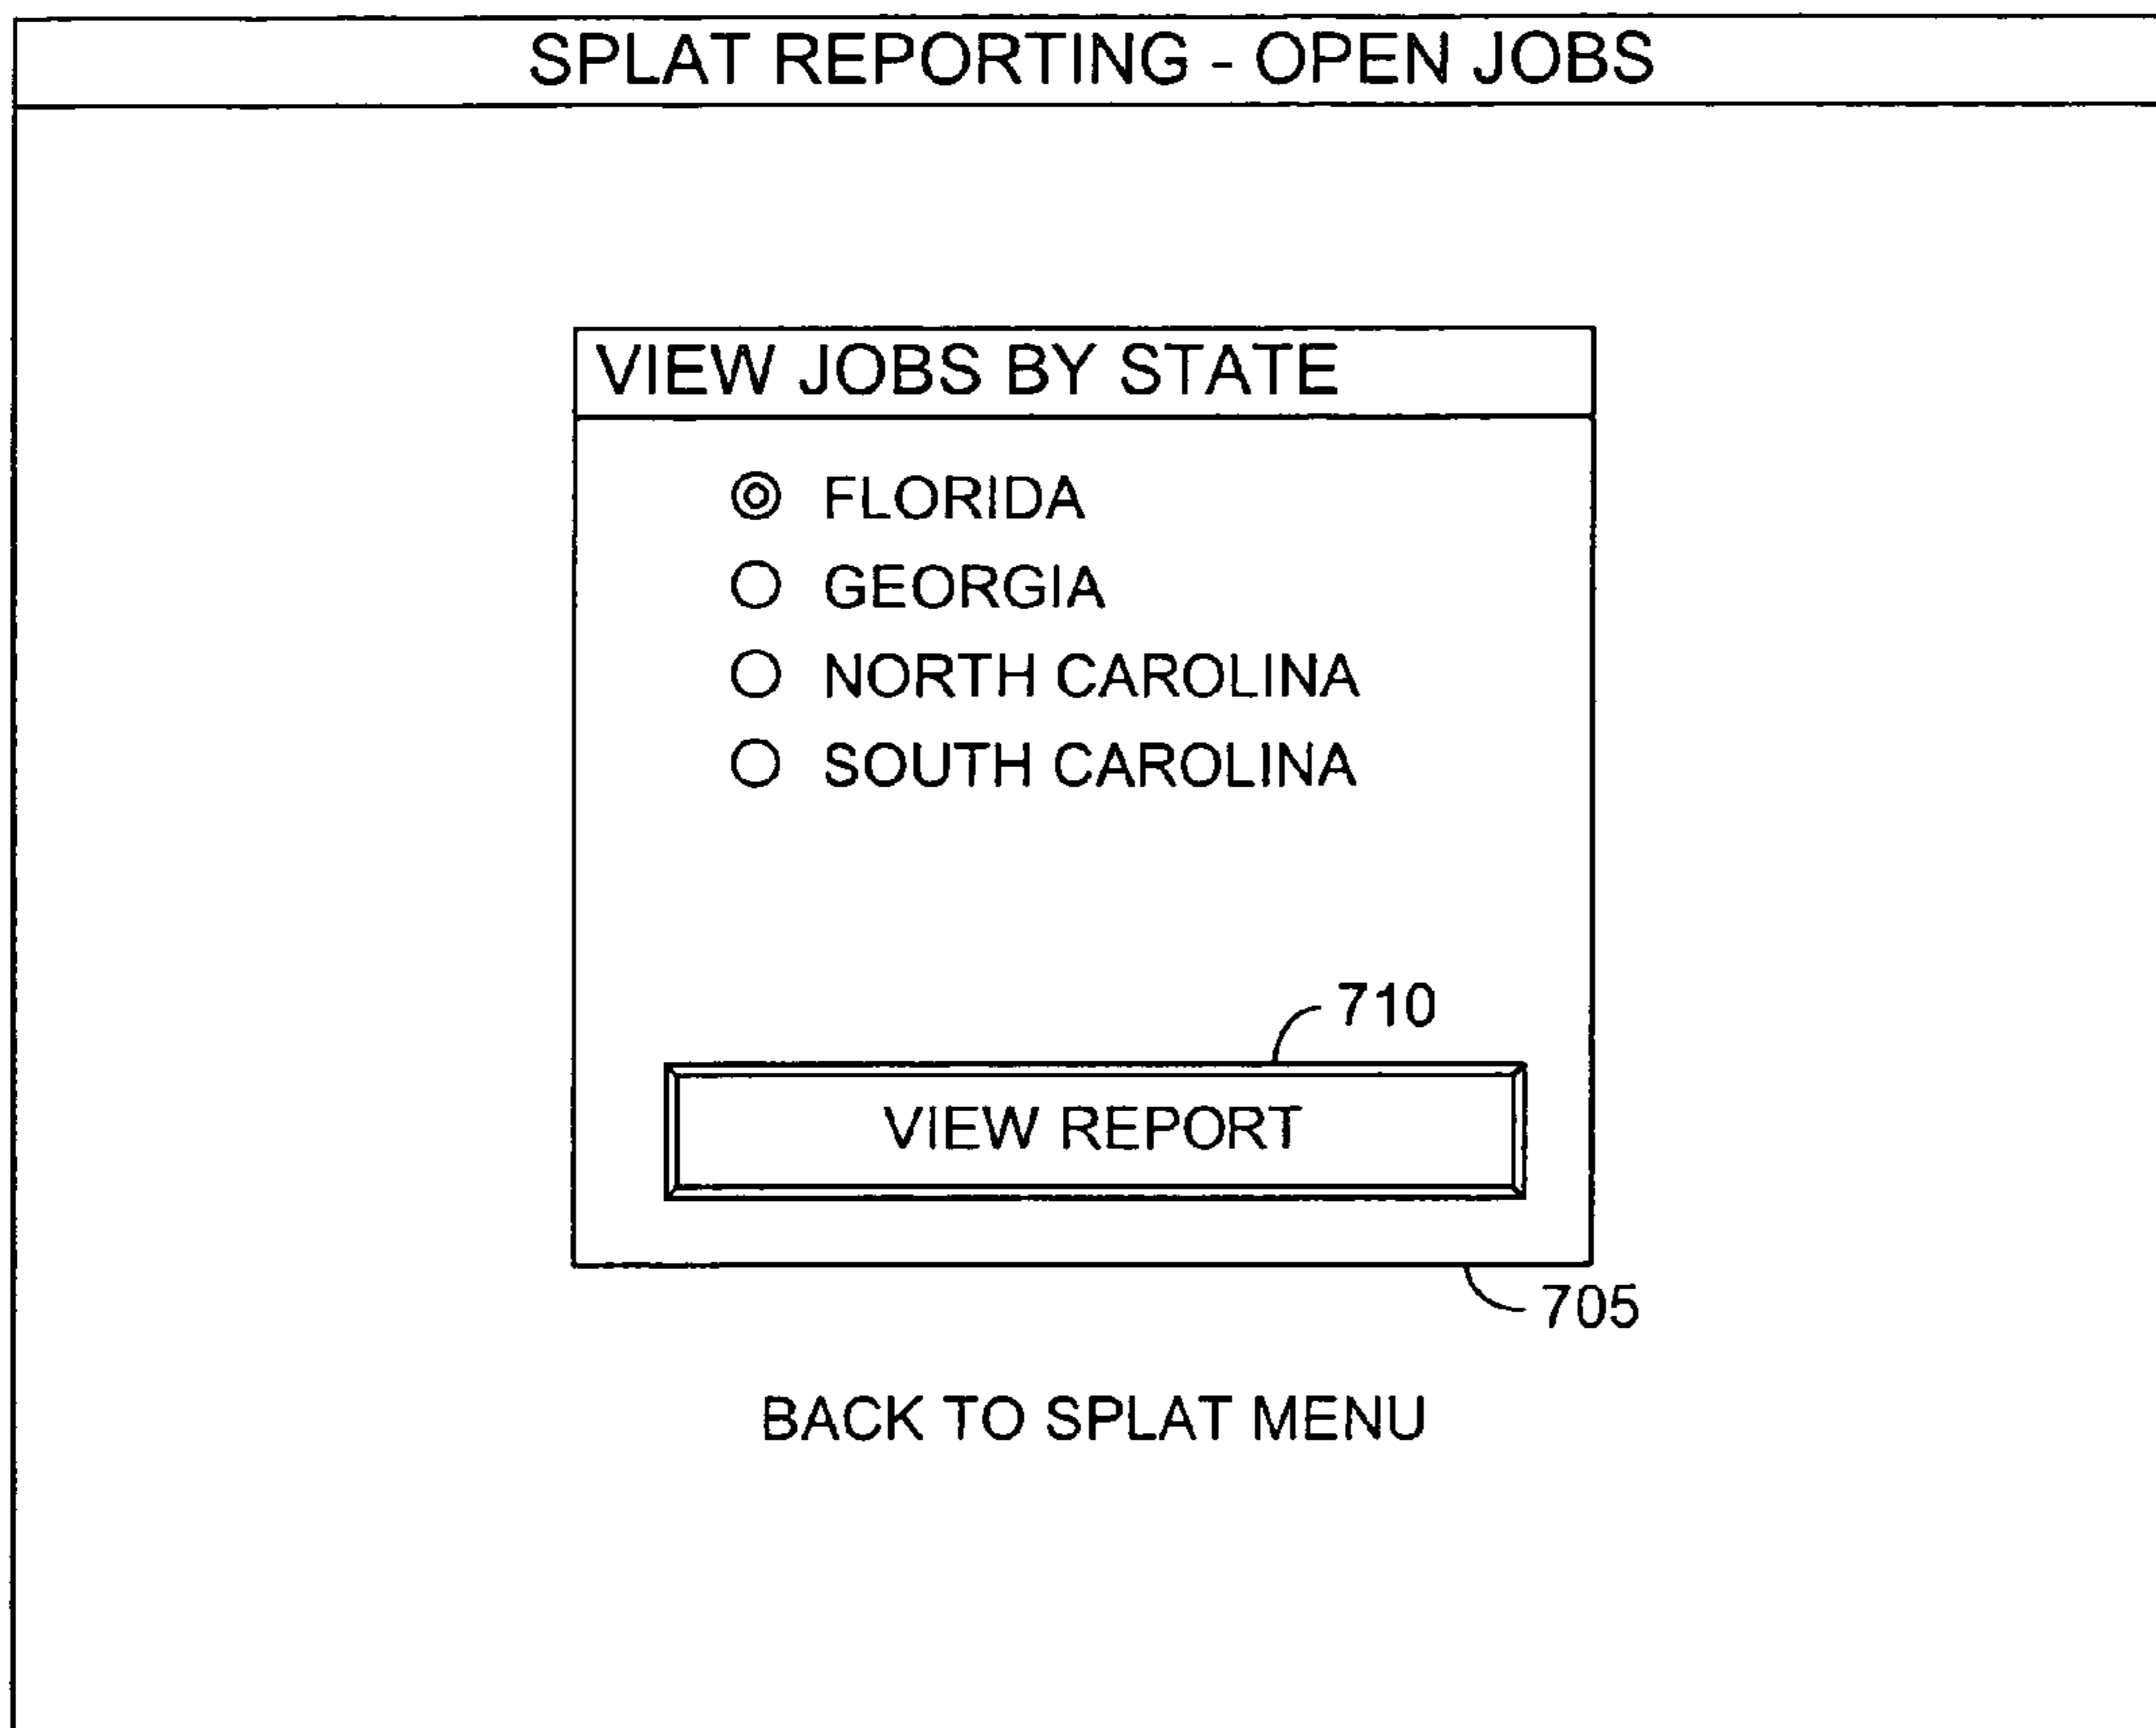 SPLAT REPORTING - OPEN JOBS
VIEW JOBS BY STATE
FLORIDA
GEORGIA
NORTH CAROLINA
SOUTH CAROLINA
710
VIEW REPORT
705
BACK TO SPLAT MENU